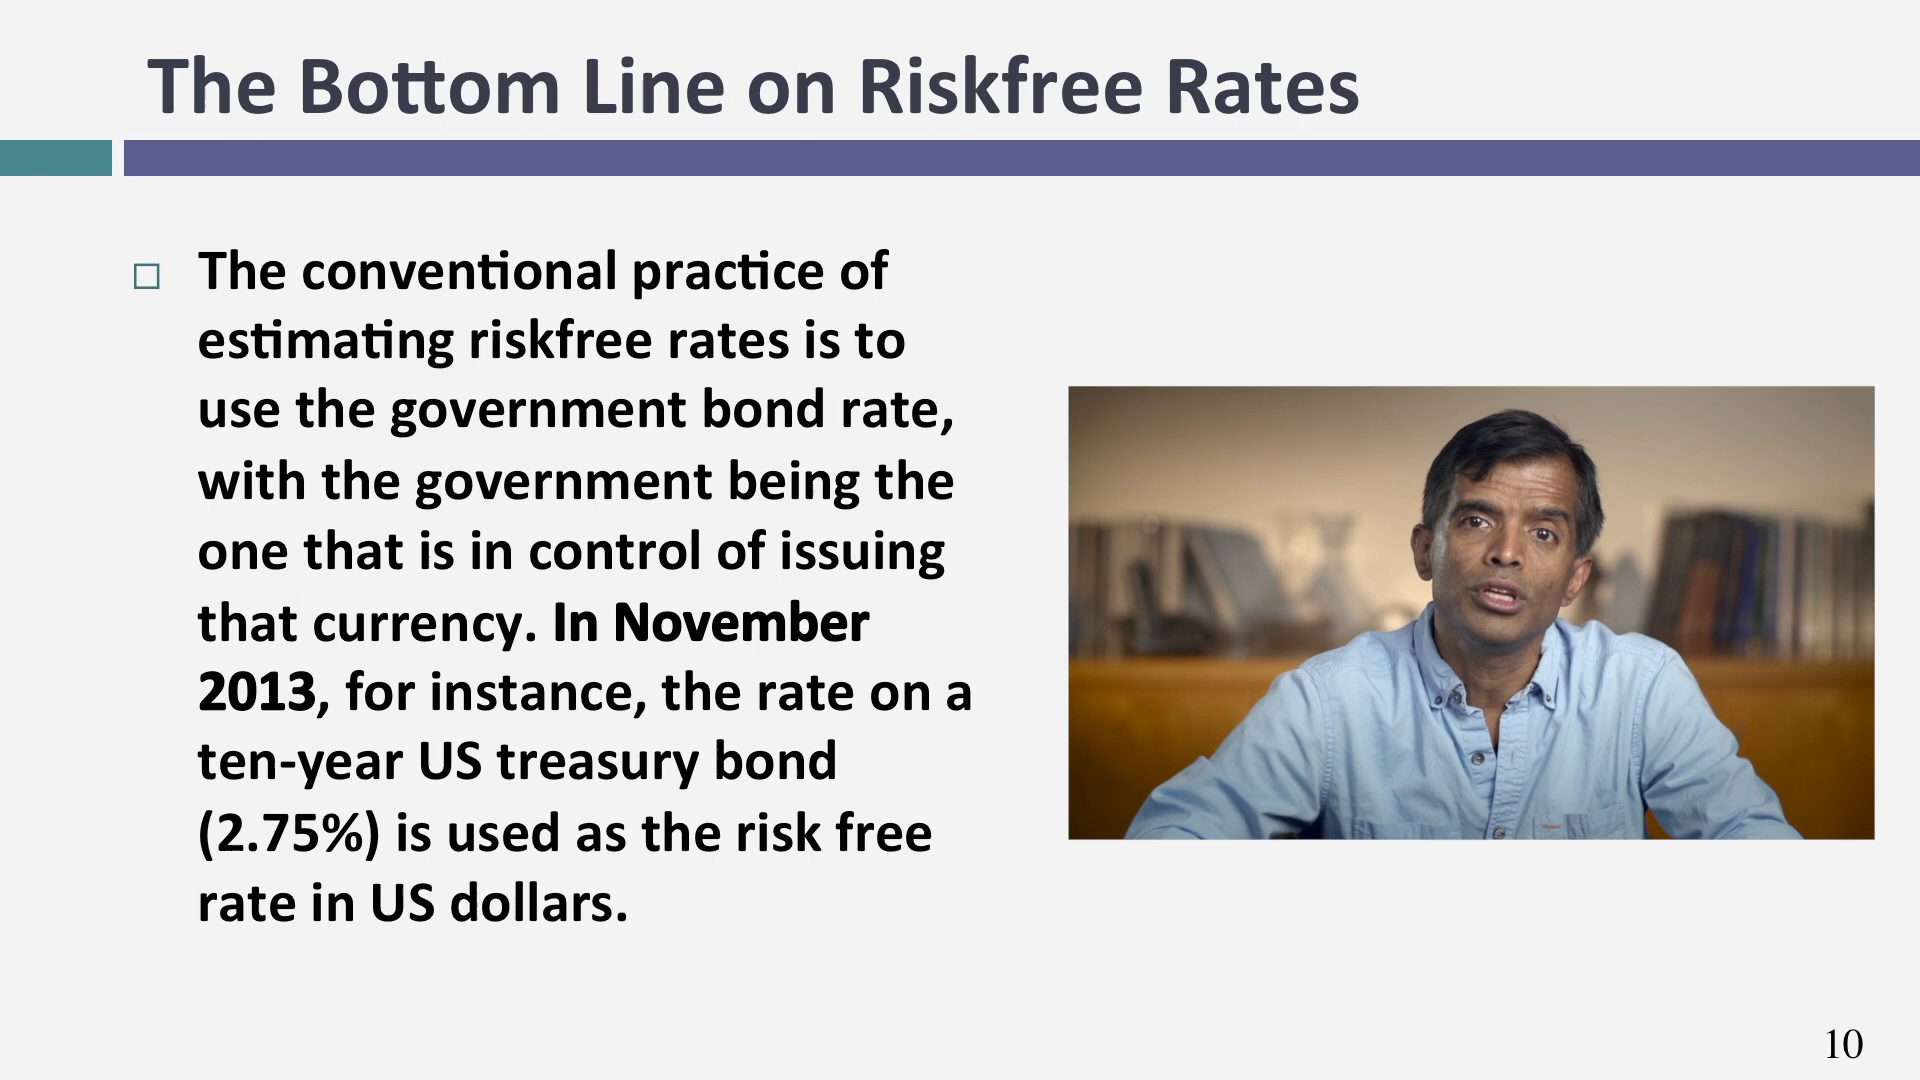 The Bottom Line on Riskfree Rates
The conventional practice of
estimating riskfree rates is to
use the government bond rate,
with the government being the
one that is in control of issuing
that currency. In November
2013, for instance, the rate on a
ten-year US treasury bond
(2.75%) is used as the risk free
rate in US dollars.
10